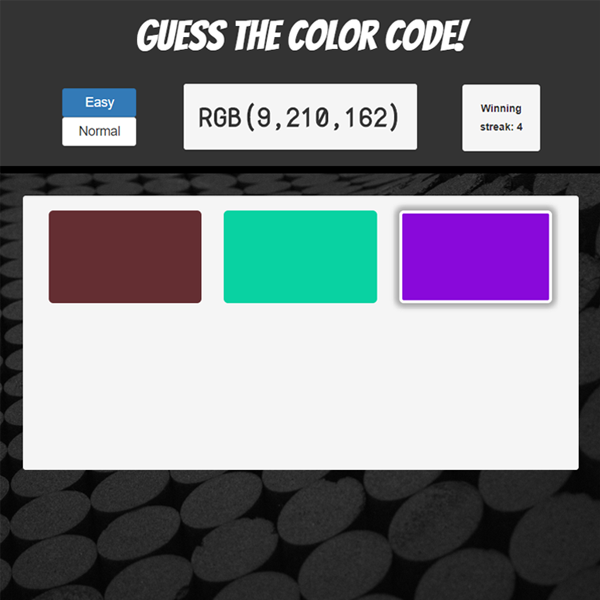 GUESS THE COLOR CODE!
Easy
Normal
RGB(9,210,162)
Winning
streak: 4